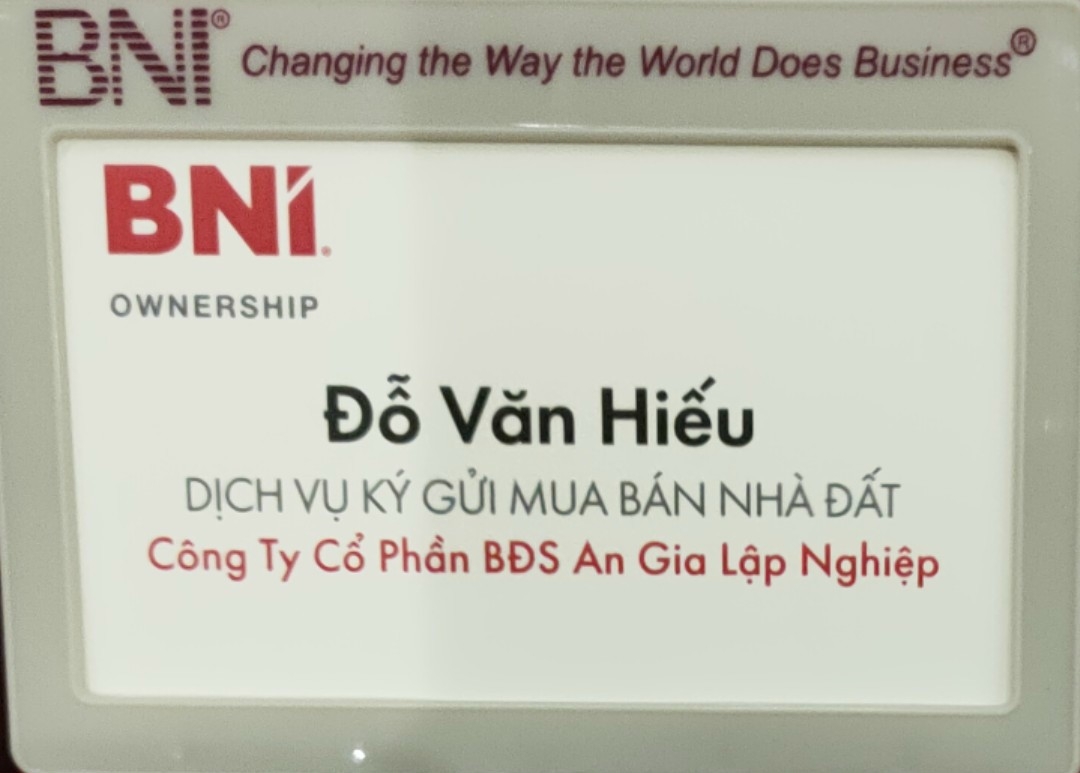 BNI® Changing the Way the World Does Business®
BNI®
OWNERSHIP
Đỗ Văn Hiếu
DỊCH VỤ KÝ GỬI MUA BÁN NHÀ ĐẤT
Công Ty Cổ Phần BĐS An Gia Lập Nghiệp